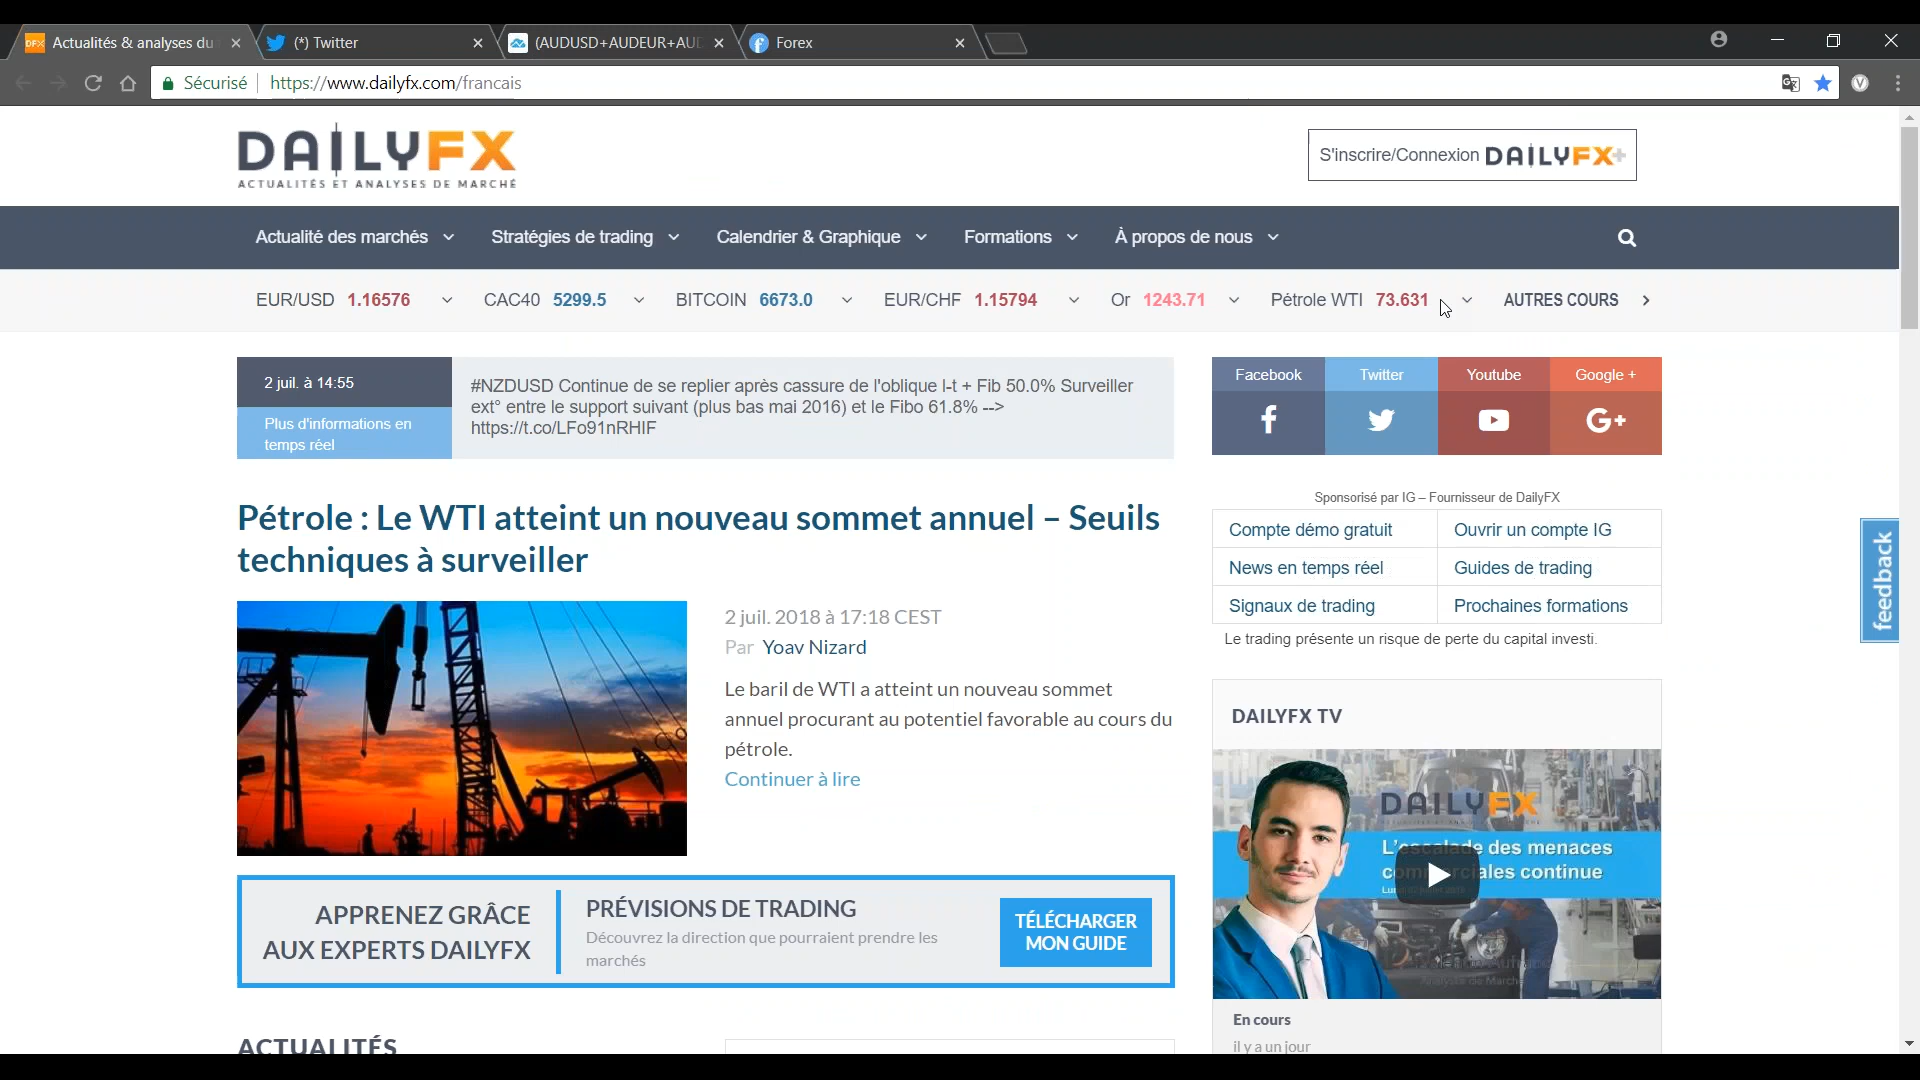 Actualités & analyses du
(*) Twitter
(AUDUSD+AUDEUR+AUD
Forex
Sécurisé
https://www.dailyfx.com/francais
DAILYFX
ACTUALITÉS ET ANALYSES DE MARCHÉ
S'inscrire/Connexion DAILYFX+
Actualité des marchés
Stratégies de trading
Calendrier & Graphique
Formations
À propos de nous
EUR/USD 1.16576
CAC40 5299.5
BITCOIN 6673.0
EUR/CHF 1.15794
Or 1243.71
Pétrole WTI 73.631
AUTRES COURS
2 juil. à 14:55
Plus d'informations en
temps réel
#NZDUSD Continue de se replier après cassure de l'oblique l-t + Fib 50.0% Surveiller
ext° entre le support suivant (plus bas mai 2016) et le Fibo 61.8% -->
https://t.co/LFo91nRHIF
Facebook
Twitter
Youtube
Google +
Pétrole : Le WTI atteint un nouveau sommet annuel – Seuils
techniques à surveiller
2 juil. 2018 à 17:18 CEST
Par Yoav Nizard
Le baril de WTI a atteint un nouveau sommet
annuel procurant au potentiel favorable au cours du
pétrole.
Continuer à lire
APPRENEZ GRÂCE
AUX EXPERTS DAILYFX
PRÉVISIONS DE TRADING
Découvrez la direction que pourraient prendre les
marchés
TÉLÉCHARGER
MON GUIDE
ACTUALITÉS
Sponsorisé par IG – Fournisseur de DailyFX
Compte démo gratuit
Ouvrir un compte IG
News en temps réel
Guides de trading
Signaux de trading
Prochaines formations
Le trading présente un risque de perte du capital investi.
feedback
DAILYFX TV
DAILYFX
L'escalade des menaces
commerciales continue
En cours
il y a un jour